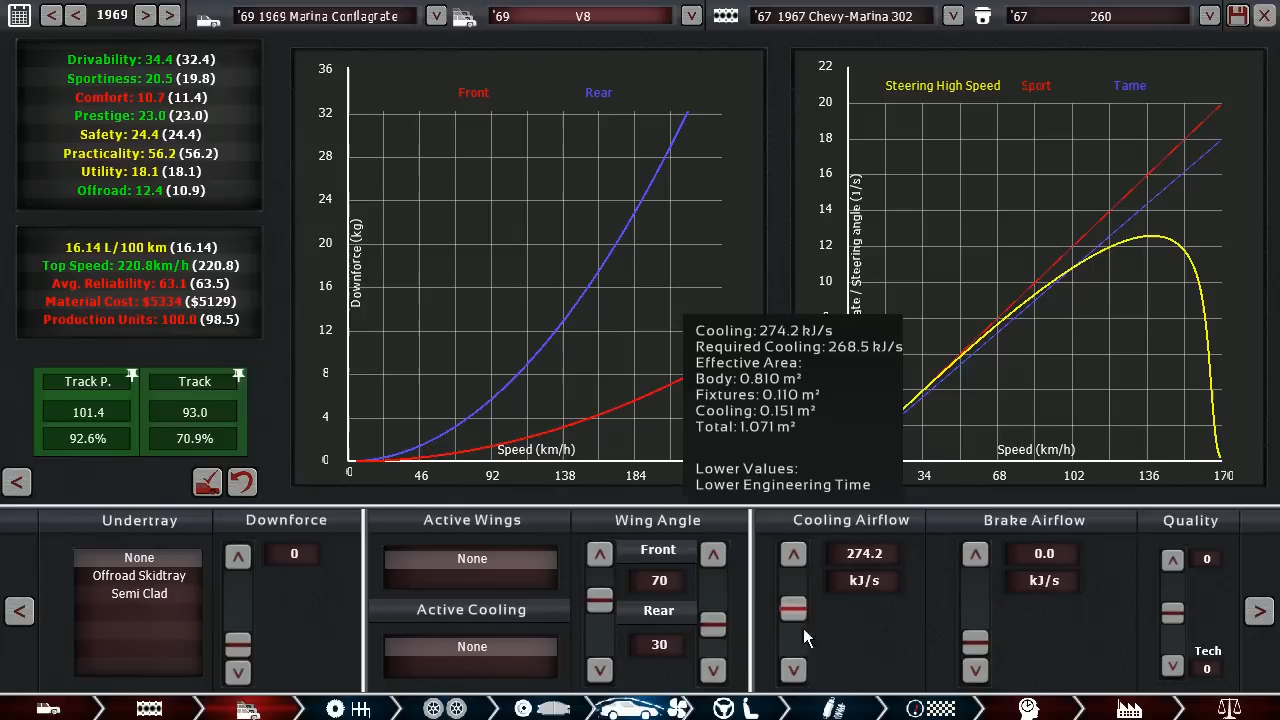 1969
'69 1969 Marina Conflagrate
'69 V8
'67 1967 Chevy-Marina 302
'67 260
Drivability: 34.4 (32.4)
Sportiness: 20.5 (19.8)
Comfort: 10.7 (11.4)
Prestige: 23.0 (23.0)
Safety: 24.4 (24.4)
Practicality: 56.2 (56.2)
Utility: 18.1 (18.1)
Offroad: 12.4 (10.9)
16.14 L/100 km (16.14)
Top Speed: 220.8km/h (220.8)
Avg. Reliability: 63.1 (63.5)
Material Cost: $5334 ($5129)
Production Units: 100.0 (98.5)
Track P. Track
101.4 93.0
92.6% 70.9%
Front Rear
36
32
28
24
20
16
12
8
4
0
Downforce (kg)
Speed (km/h)
0 46 92 138 184
Steering High Speed Sport Tame
22
20
18
16
14
12
10
ate / Steering angle (1/s)
Speed (km/h)
34 68 102 136 170
Cooling: 274.2 kJ/s
Required Cooling: 268.5 kJ/s
Effective Area:
Body: 0.810 m²
Fixtures: 0.110 m²
Cooling: 0.151 m²
Total: 1.071 m²
Lower Values:
Lower Engineering Time
Undertray
None
Offroad Skidtray
Semi Clad
Downforce
0
Active Wings
None
Active Cooling
None
Wing Angle
Front
70
Rear
30
Cooling Airflow
274.2
kJ/s
Brake Airflow
0.0
kJ/s
Quality
0
Tech
0